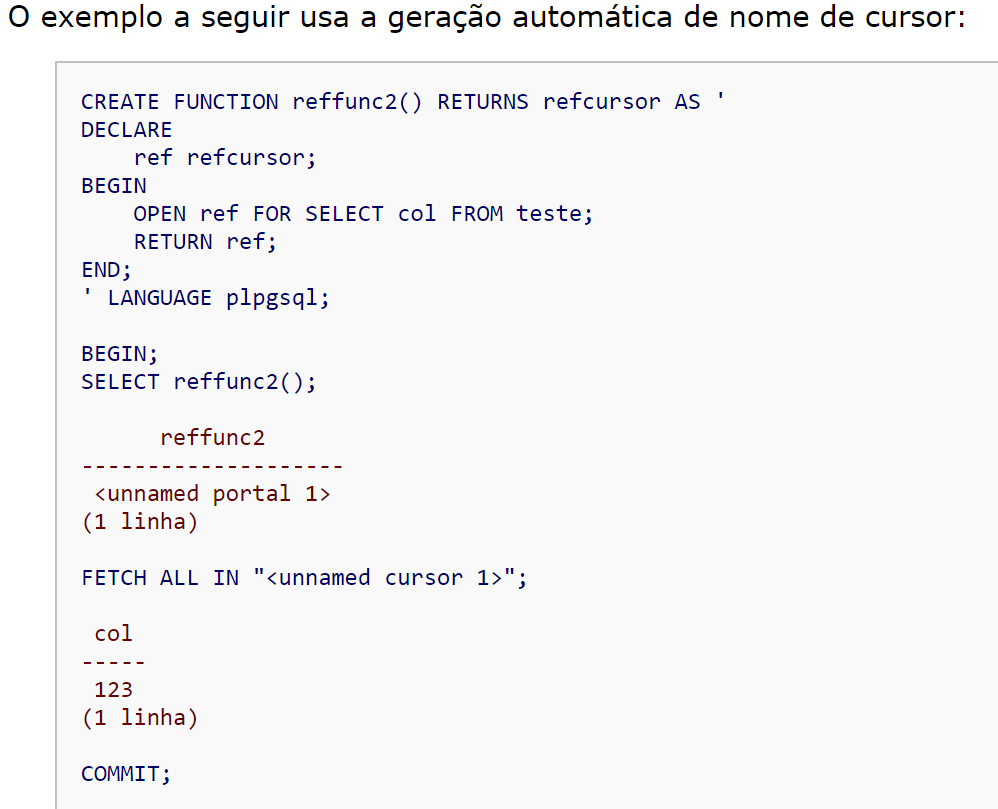 O exemplo a seguir usa a geração automática de nome de cursor:
CREATE FUNCTION reffunc2() RETURNS refcursor AS '
DECLARE
    ref refcursor;
BEGIN
    OPEN ref FOR SELECT col FROM teste;
    RETURN ref;
END;
' LANGUAGE plpgsql;

BEGIN;
SELECT reffunc2();

      reffunc2
--------------------
 <unnamed portal 1>
(1 linha)

FETCH ALL IN "<unnamed cursor 1>";

 col
-----
 123
(1 linha)

COMMIT;